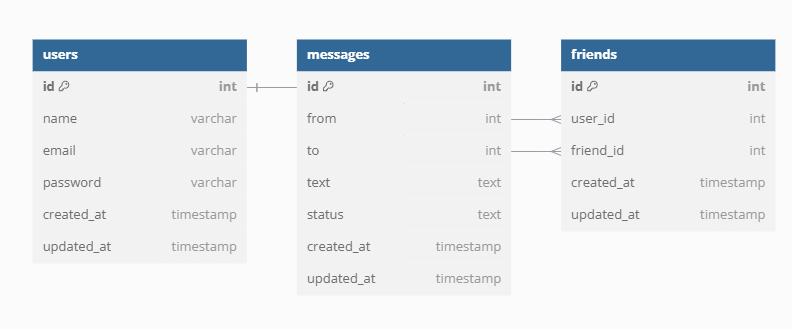 users
id int
name varchar
email varchar
password varchar
created_at timestamp
updated_at timestamp
messages
id int
from int
to int
text text
status text
created_at timestamp
updated_at timestamp
friends
id int
user_id int
friend_id int
created_at timestamp
updated_at timestamp